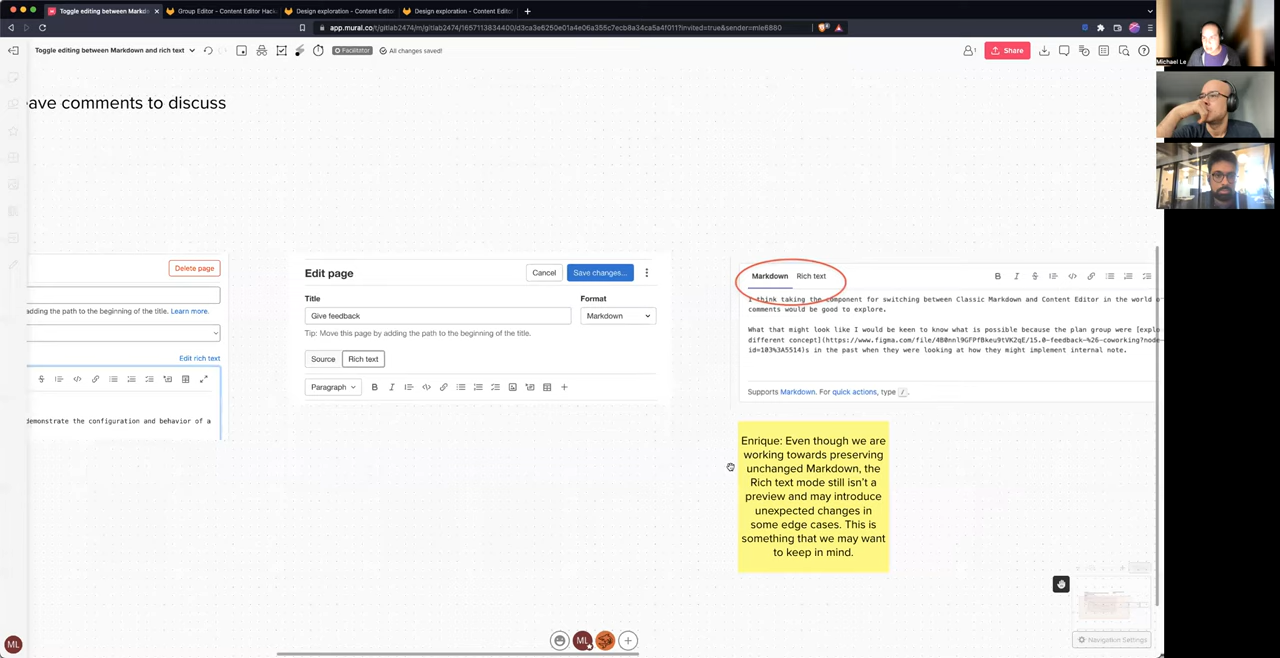 Toggle editing between Markdo
Group Editor - Content Editor Hack
Design exploration - Content Editor
Design exploration - Content Editor
app.mural.co/t/gitlab2474/m/gitlab2474/1657113834400/d3ca3e6250e01a4e06a355c7ecb8a34ca5a4f011?invited=true&sender=mle6860
Toggle editing between Markdown and rich text
Facilitator
All changes saved!
Share
Michael Le
eave comments to discuss
Delete page
adding the path to the beginning of the title. Learn more.
Edit rich text
demonstrate the configuration and behavior of a
Edit page
Cancel
Save changes...
Title
Format
Give feedback
Markdown
Tip: Move this page by adding the path to the beginning of the title.
Source
Rich text
Paragraph
B
I
Markdown
Rich text
B
I
I think taking the component for switching between Classic Markdown and Content Editor in the world o
comments would be good to explore.
What that might look like I would be keen to know what is possible because the plan group were [explo
different concept](https://www.figma.com/file/4B0nnl9GFPfBkeu9tVK2qE/15.0-feedback-%26-coworking?node-
id=103%3A5514)s in the past when they were looking at how they might implement internal note.
Supports Markdown. For quick actions, type /.
Enrique: Even though we are
working towards preserving
unchanged Markdown, the
Rich text mode still isn't a
preview and may introduce
unexpected changes in
some edge cases. This is
something that we may want
to keep in mind.
ML
ML
Navigation Settings